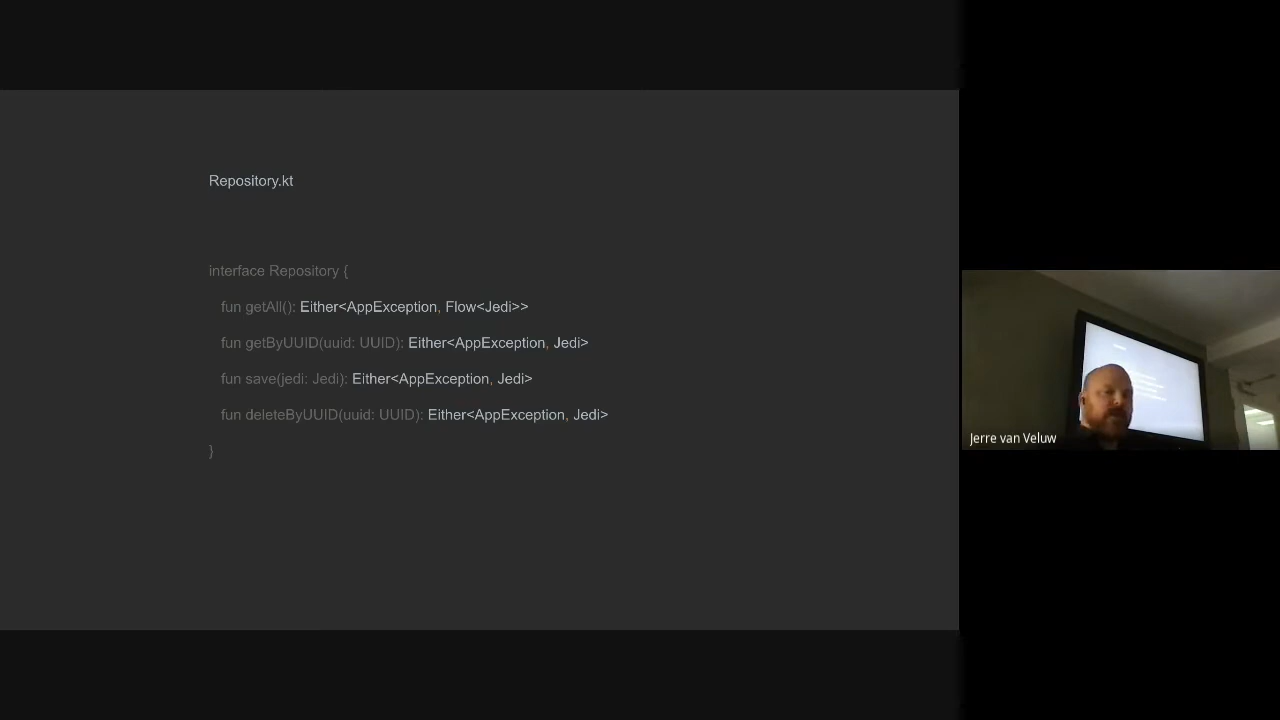 Repository.kt
interface Repository {
fun getAll(): Either<AppException, Flow<Jedi>>
fun getByUUID(uuid: UUID): Either<AppException, Jedi>
fun save(jedi: Jedi): Either<AppException, Jedi>
fun deleteByUUID(uuid: UUID): Either<AppException, Jedi>
}
Jerre van Veluw